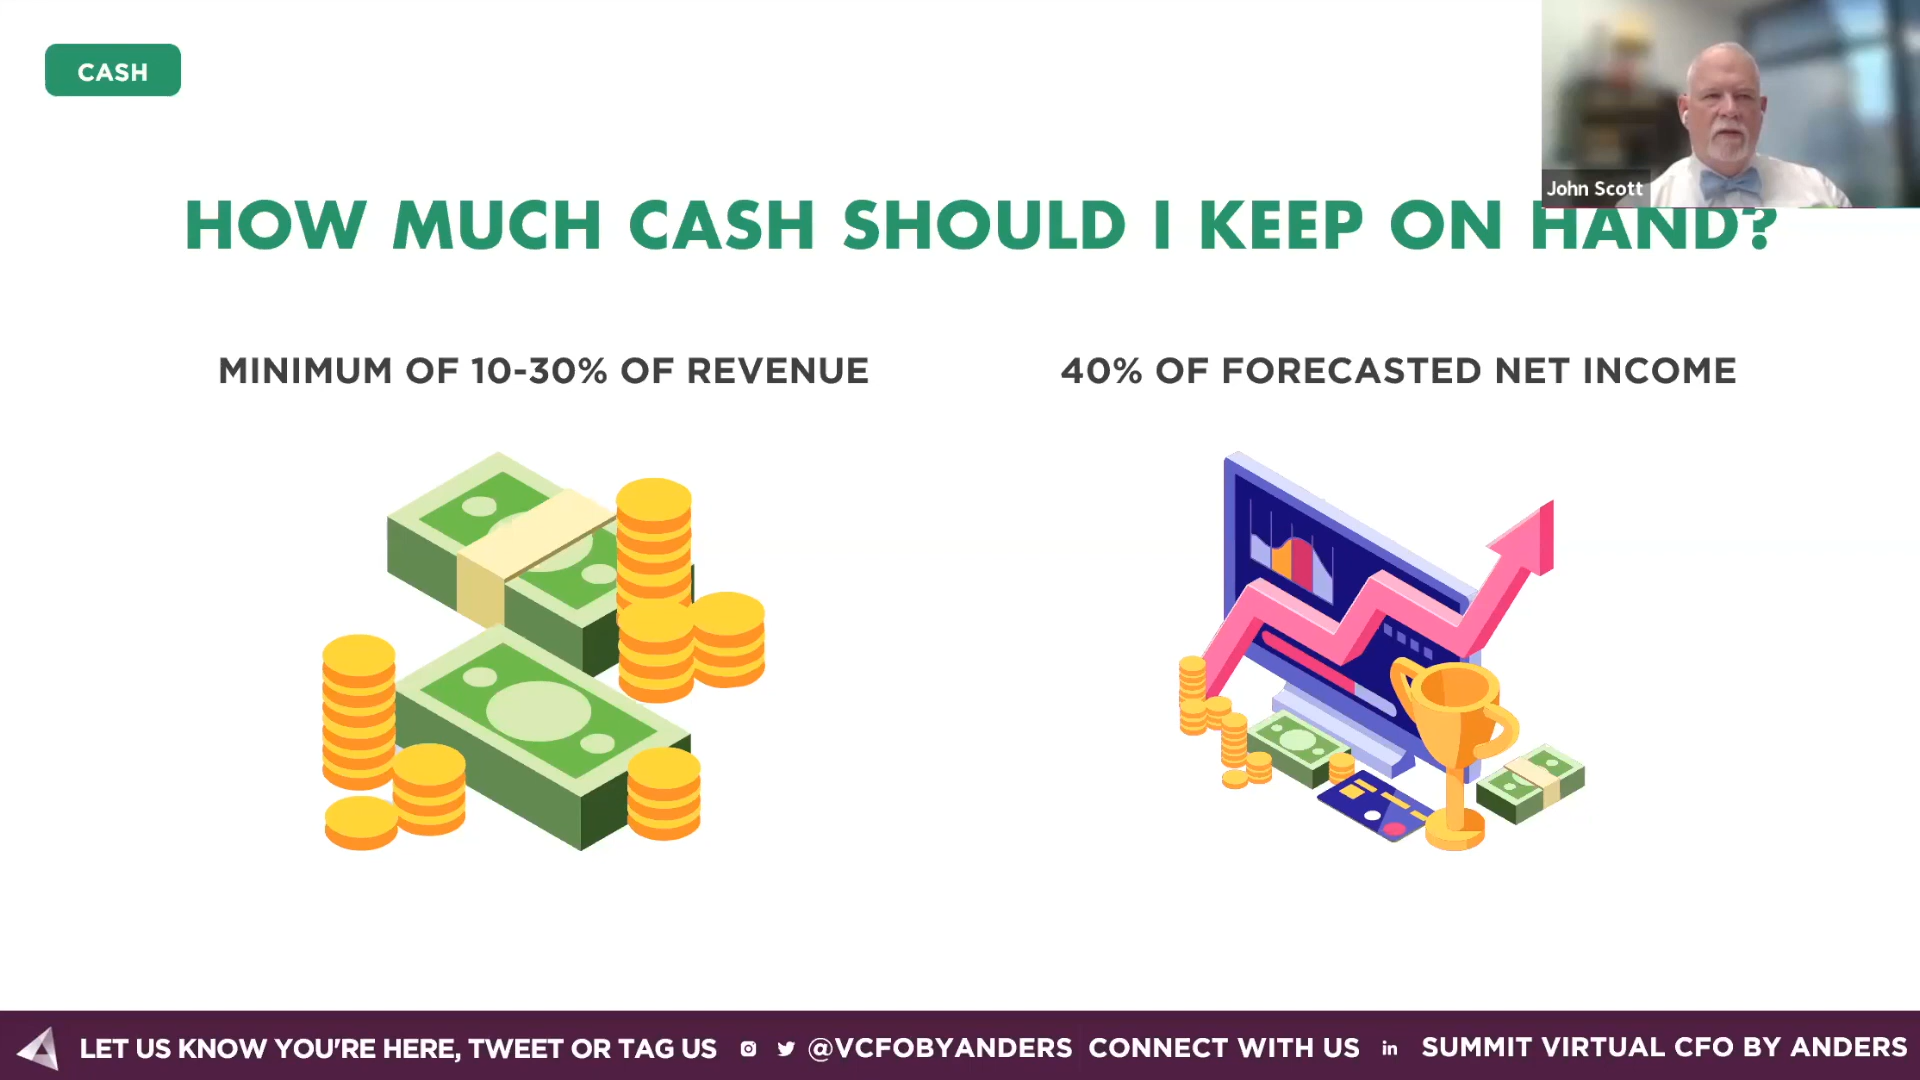 CASH
John Scott
HOW MUCH CASH SHOULD I KEEP ON HAND?
MINIMUM OF 10-30% OF REVENUE
40% OF FORECASTED NET INCOME
LET US KNOW YOU'RE HERE, TWEET OR TAG US @VCFOBYANDERS CONNECT WITH US in SUMMIT VIRTUAL CFO BY ANDERS